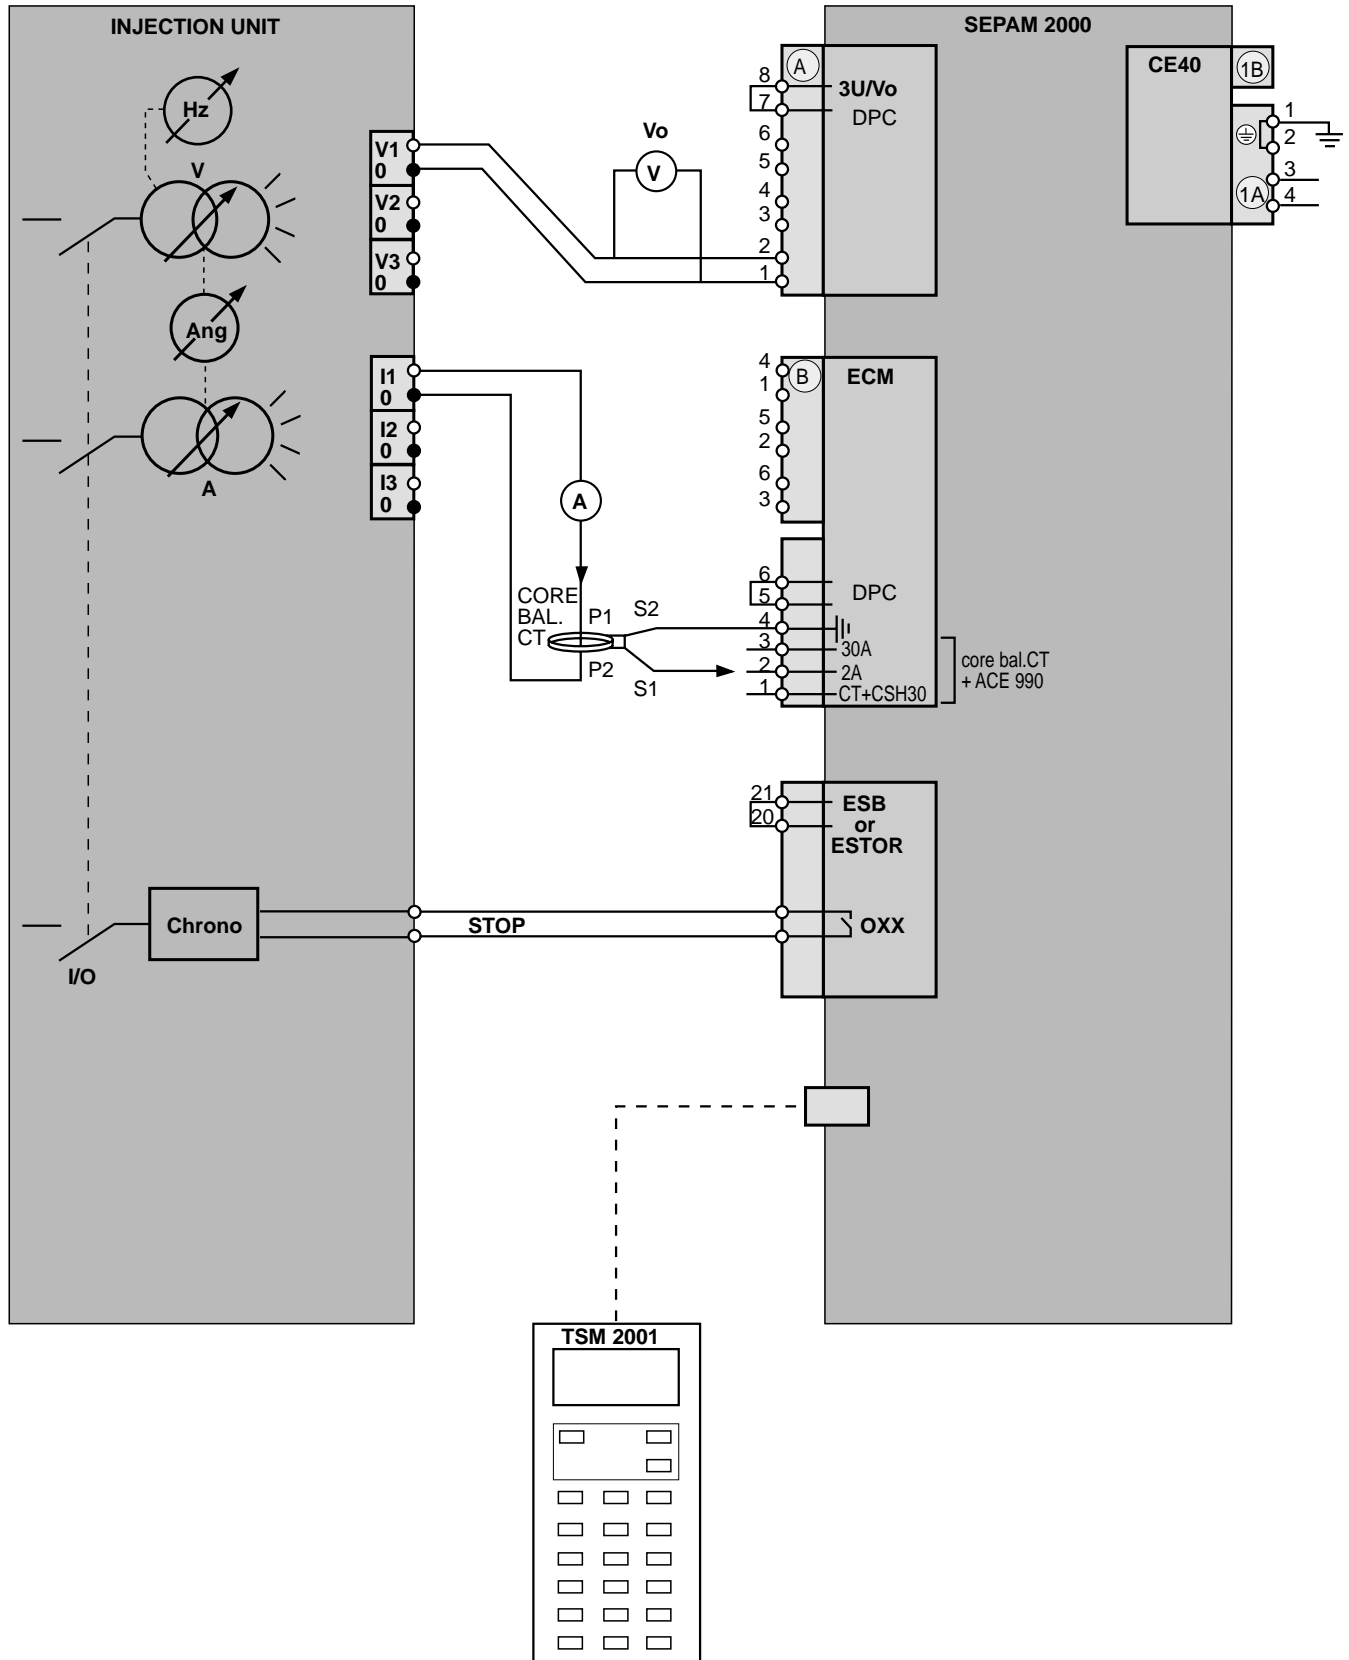 INJECTION UNIT
SEPAM 2000
Hz
V
Ang
A
V1
0
V2
0
V3
0
I1
0
I2
0
I3
0
Vo
V
A
8
7
6
5
4
3
2
1
3U/Vo
DPC
CE40
1B
1A
1
2
3
4
B
ECM
4
1
5
2
6
3
A
CORE
BAL.
CT
P1
P2
S2
S1
6
5
4
3
2
1
DPC
30A
2A
CT+CSH30
core bal.CT
+ ACE 990
21
20
ESB
or
ESTOR
OXX
Chrono
STOP
I/O
TSM 2001